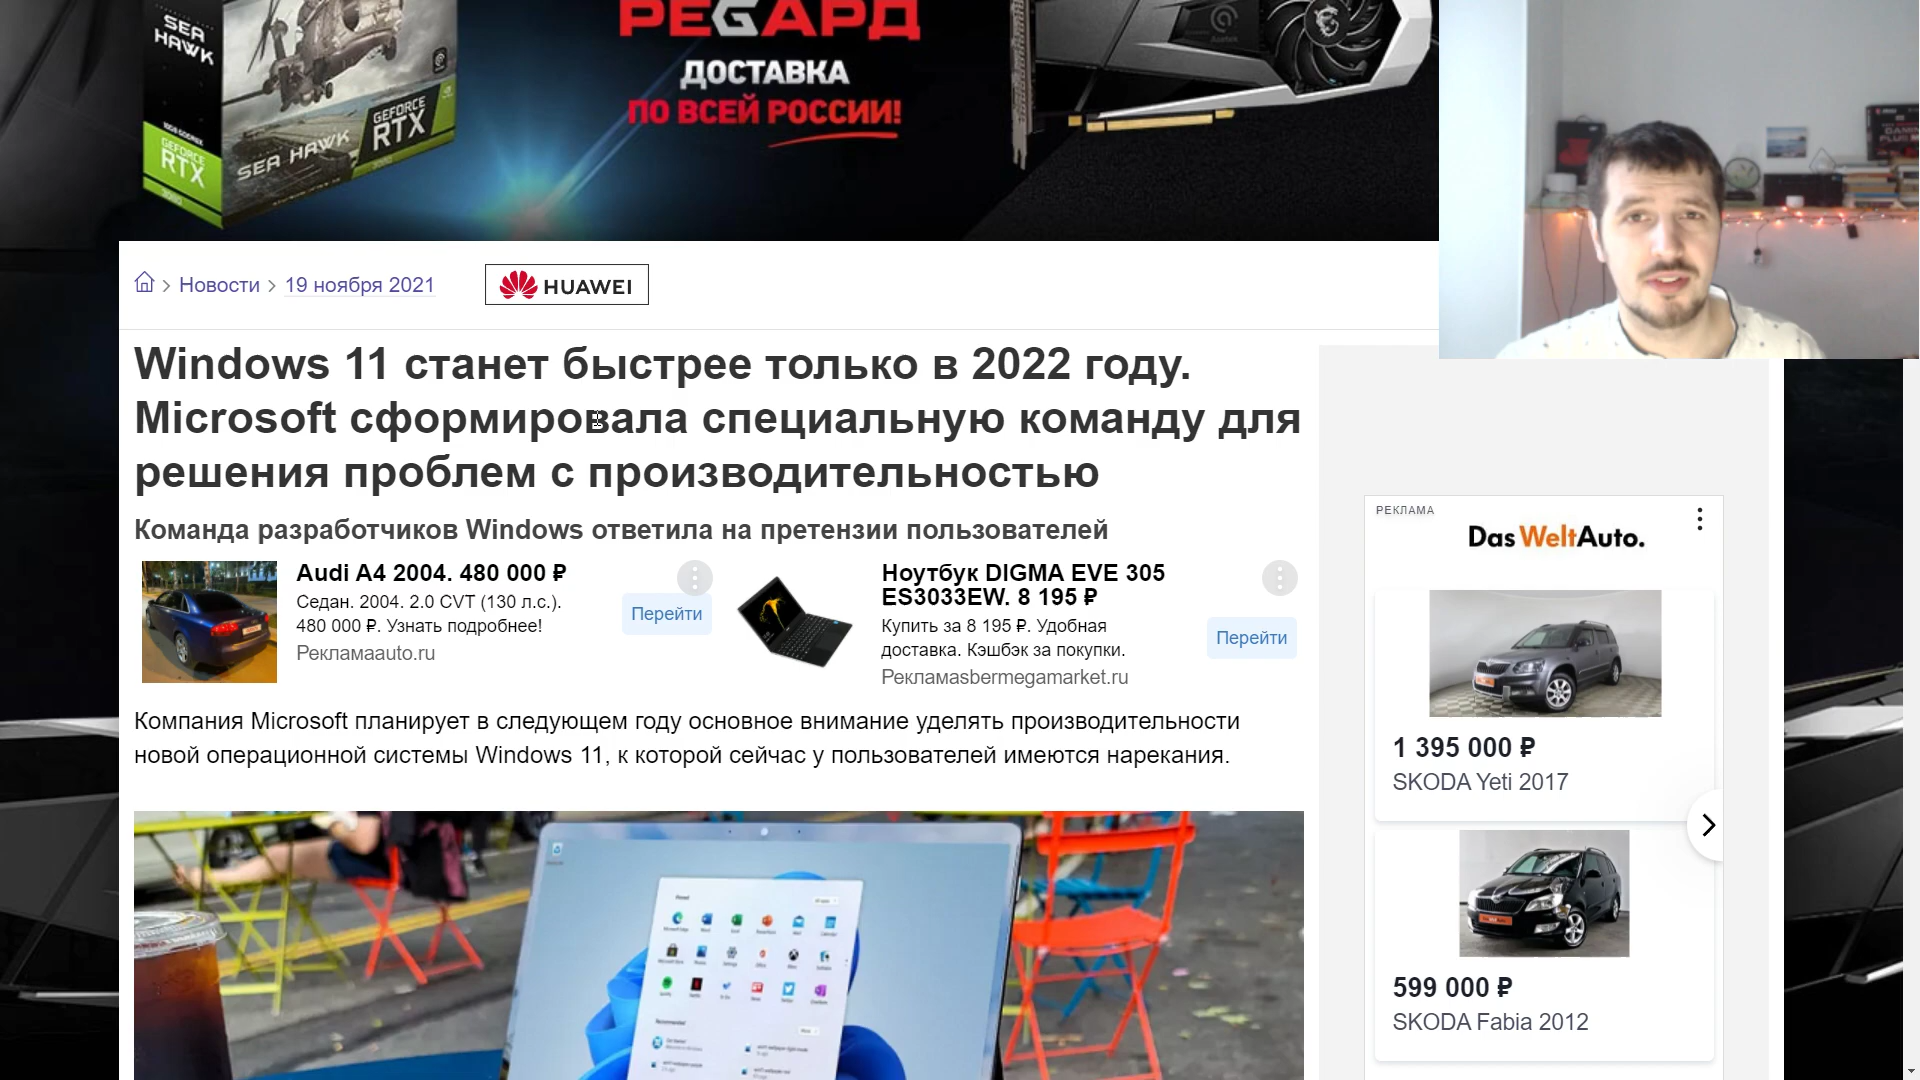 SEA
HAWK
GEFORCE
RTX
SEA HAWK
GEFORCE
RTX
РЕГАРД
ДОСТАВКА
ПО ВСЕЙ РОССИИ!
Новости
19 ноября 2021
HUAWEI
Windows 11 станет быстрее только в 2022 году.
Microsoft сформировала специальную команду для
решения проблем с производительностью
Команда разработчиков Windows ответила на претензии пользователей
Audi A4 2004. 480 000 ₽
Седан. 2004. 2.0 CVT (130 л.с.).
480 000 ₽. Узнать подробнее!
Рекламаauto.ru
Перейти
Ноутбук DIGMA EVE 305
ES3033EW. 8 195 ₽
Купить за 8 195 ₽. Удобная
доставка. Кэшбэк за покупки.
Рекламаsbermegamarket.ru
Перейти
Компания Microsoft планирует в следующем году основное внимание уделять производительности
новой операционной системы Windows 11, к которой сейчас у пользователей имеются нарекания.
РЕКЛАМА
Das WeltAuto.
1 395 000 ₽
SKODA Yeti 2017
599 000 ₽
SKODA Fabia 2012